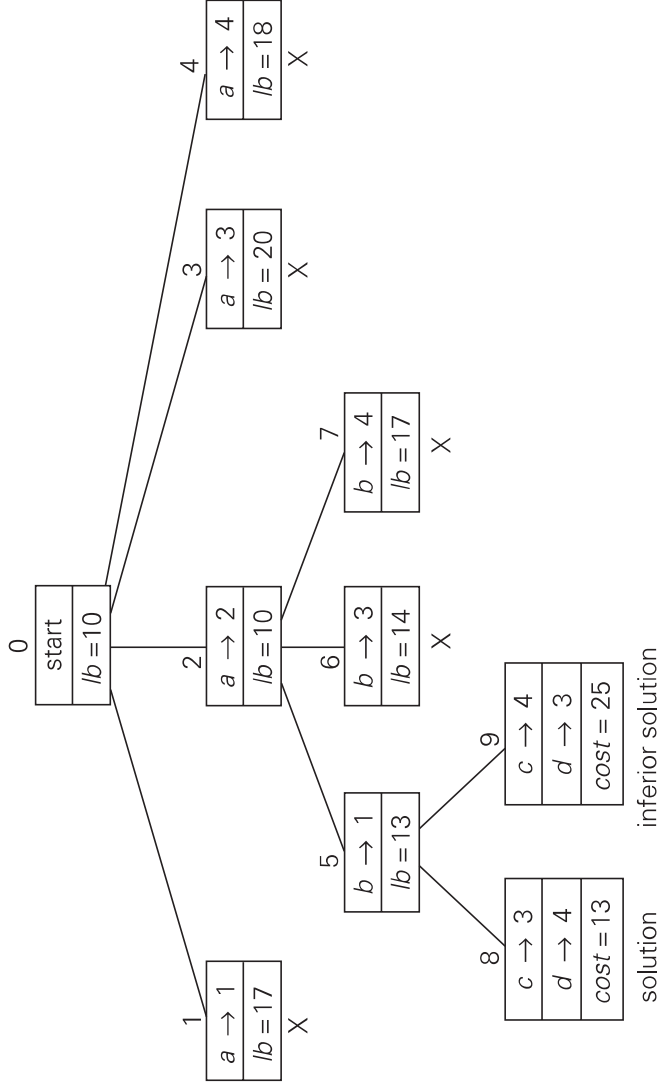 0
start
lb = 10
1
a → 1
lb = 17
X
2
a → 2
lb = 10
3
a → 3
lb = 20
X
4
a → 4
lb = 18
X
5
b → 1
lb = 13
6
b → 3
lb = 14
X
7
b → 4
lb = 17
X
8
c → 3
d → 4
cost = 13
solution
9
c → 4
d → 3
cost = 25
inferior solution